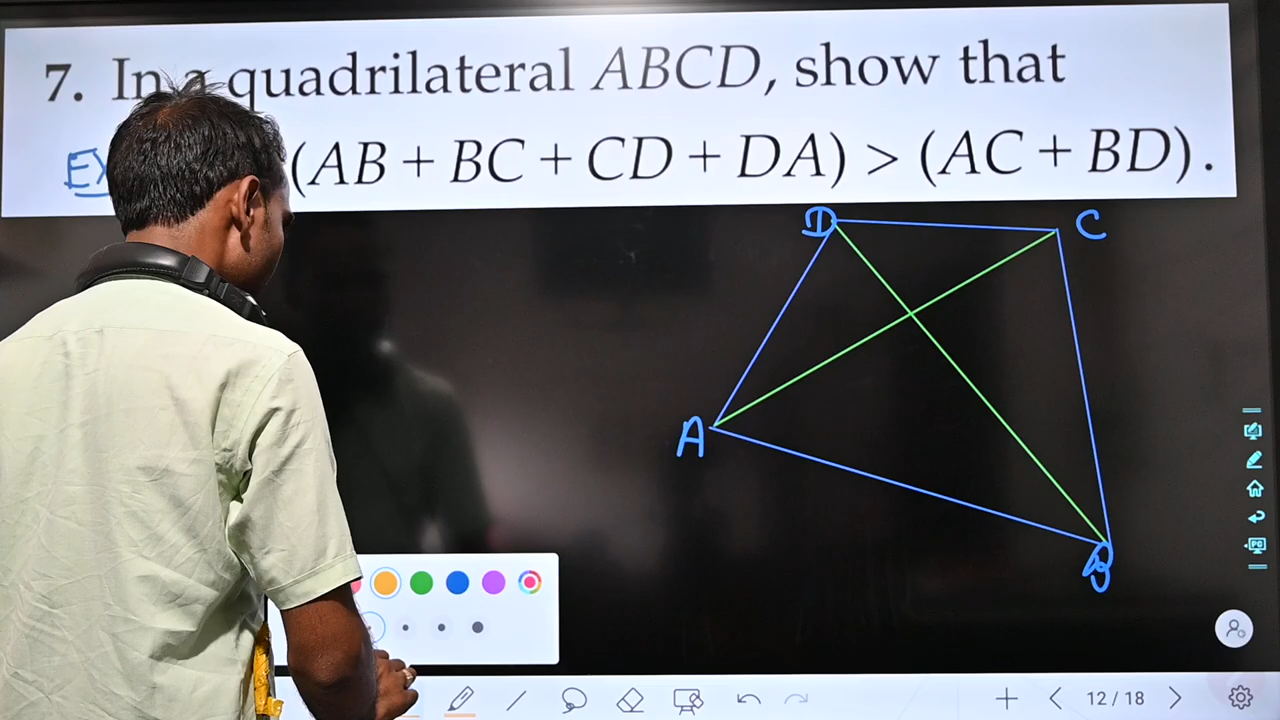 7. In a quadrilateral ABCD, show that
(AB + BC + CD + DA) > (AC + BD).
D
C
A
B
12 / 18